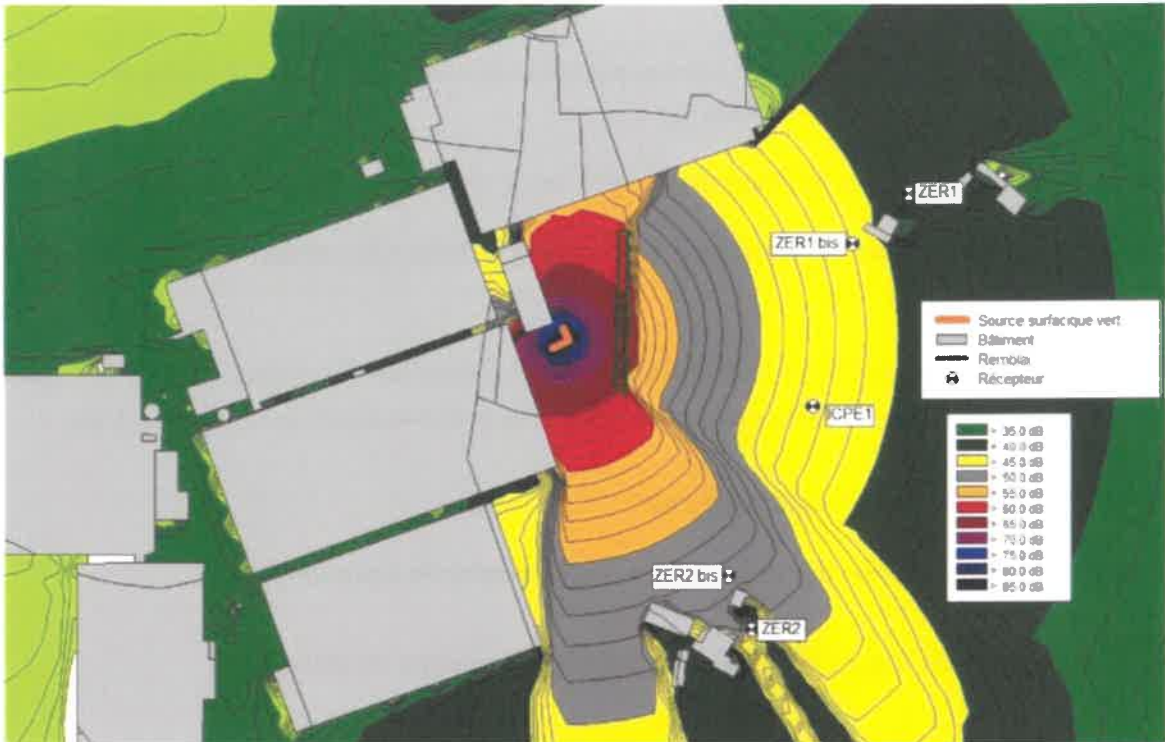 ZER1
ZER1 bis
Source surfacique vert
Bâtiment
Remblai
Récepteur
ICPE1
> 35.0 dB
> 40.0 dB
> 45.0 dB
> 50.0 dB
> 55.0 dB
> 60.0 dB
> 65.0 dB
> 70.0 dB
> 75.0 dB
> 80.0 dB
> 85.0 dB
ZER2 bis
ZER2